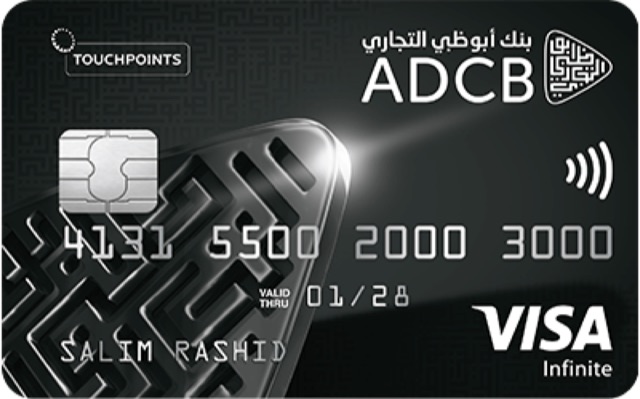 TOUCHPOINTS
بنك أبوظبي التجاري
ADCB
4131 5500 2000 3000
VALID THRU 01/28
SALIM RASHID
VISA
Infinite